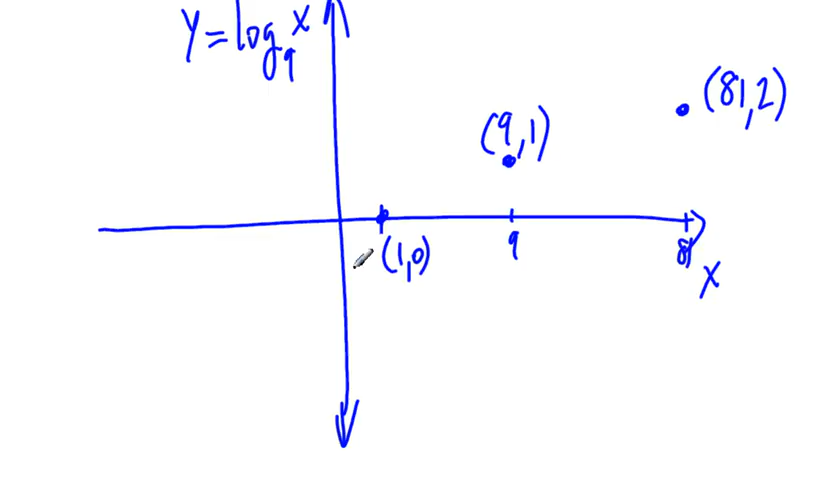 y = log₉ x
(81,2)
(9,1)
(1,0)
9
81
x